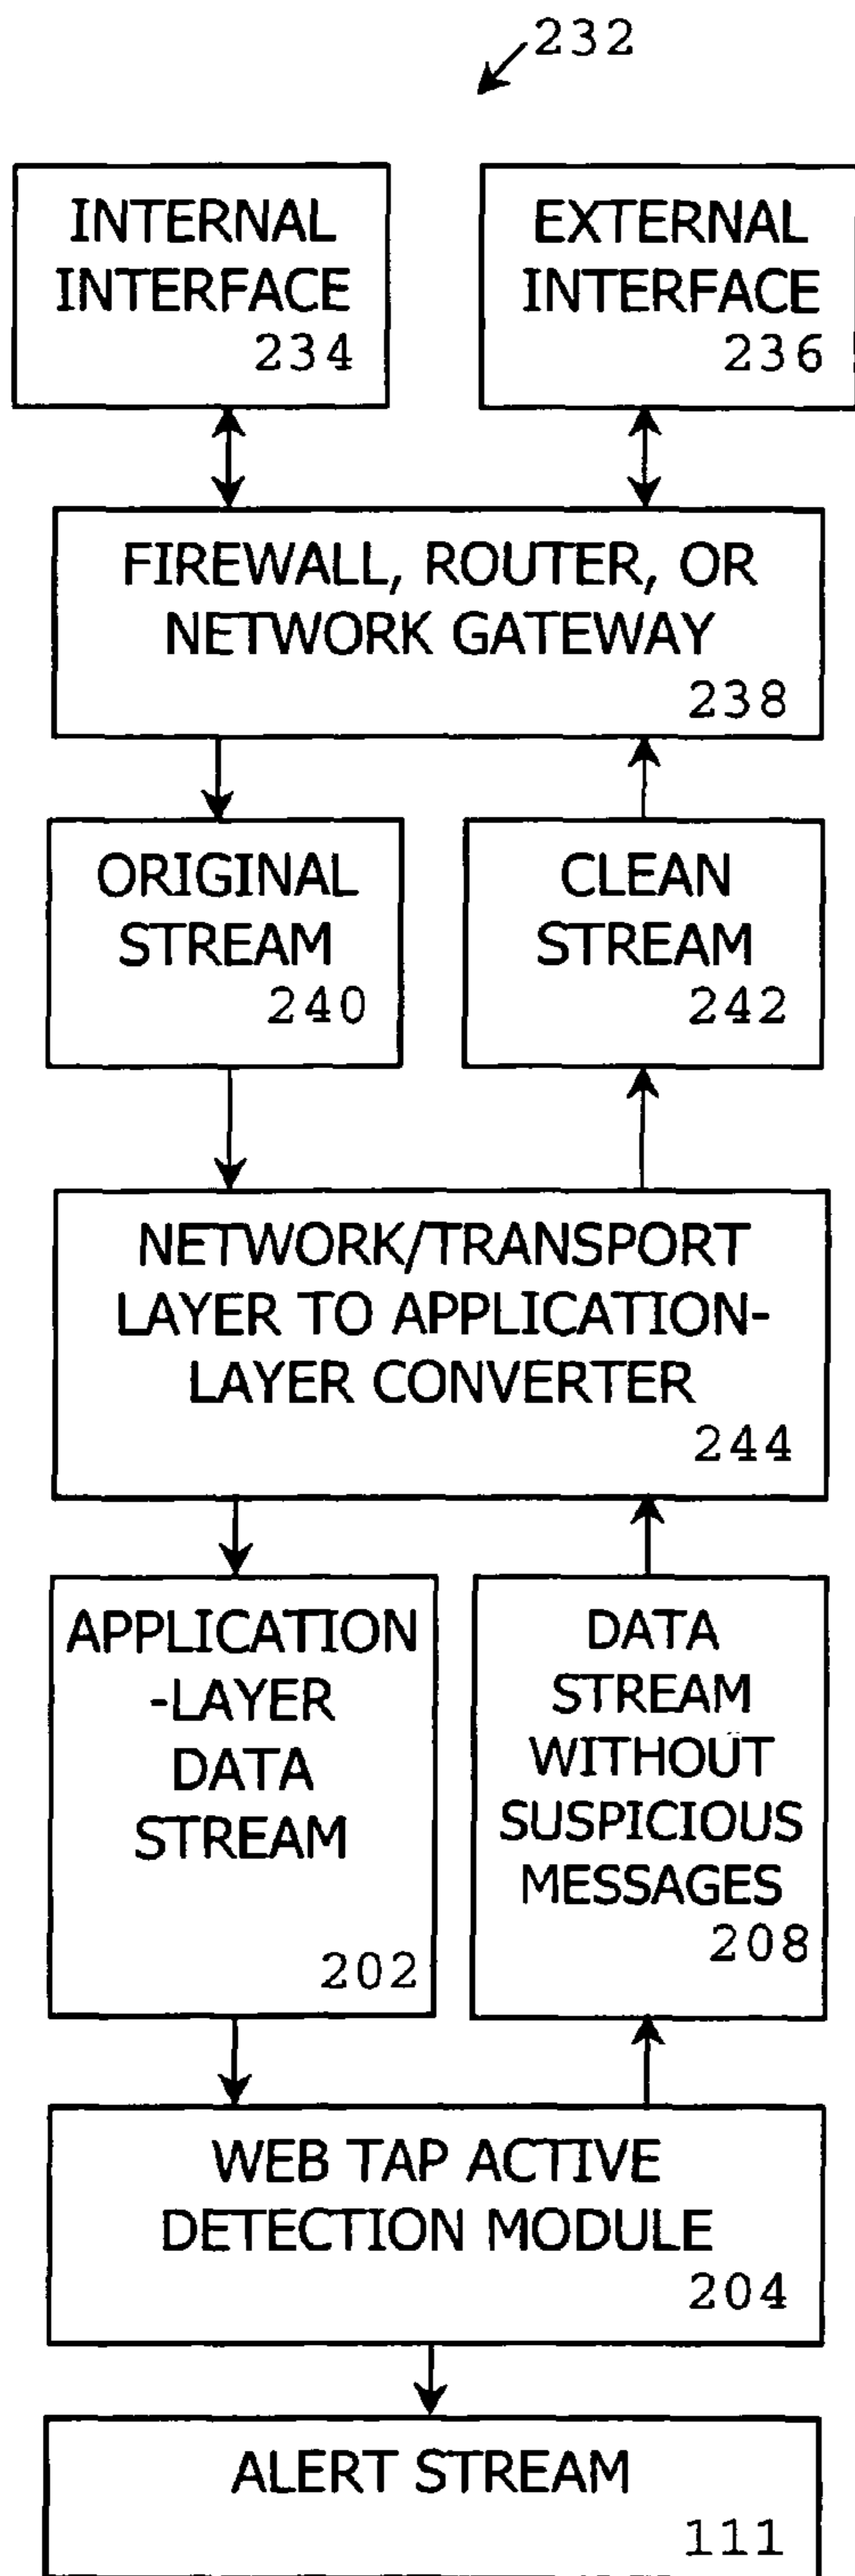 232
INTERNAL
INTERFACE
234
EXTERNAL
INTERFACE
236
FIREWALL, ROUTER, OR
NETWORK GATEWAY
238
ORIGINAL
STREAM
240
CLEAN
STREAM
242
NETWORK/TRANSPORT
LAYER TO APPLICATION-
LAYER CONVERTER
244
APPLICATION
-LAYER
DATA
STREAM
202
DATA
STREAM
WITHOUT
SUSPICIOUS
MESSAGES
208
WEB TAP ACTIVE
DETECTION MODULE
204
ALERT STREAM
111